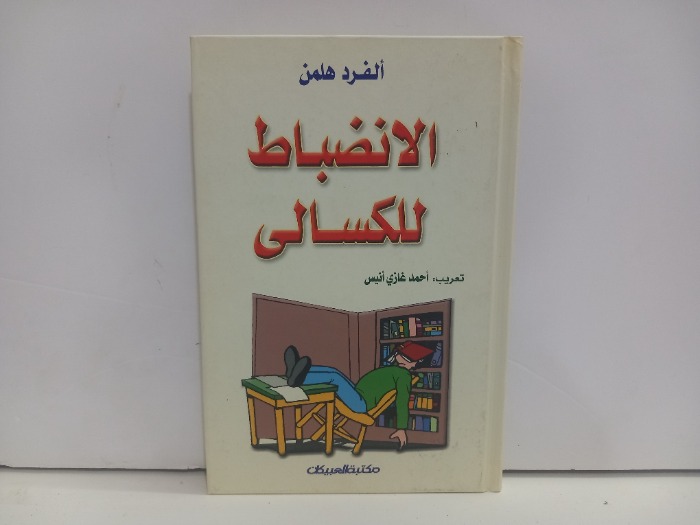 ألفرد هلمن
الانضباط
للكسالى
تعريب: أحمد غازي أنيس
مكتبة العبيكان